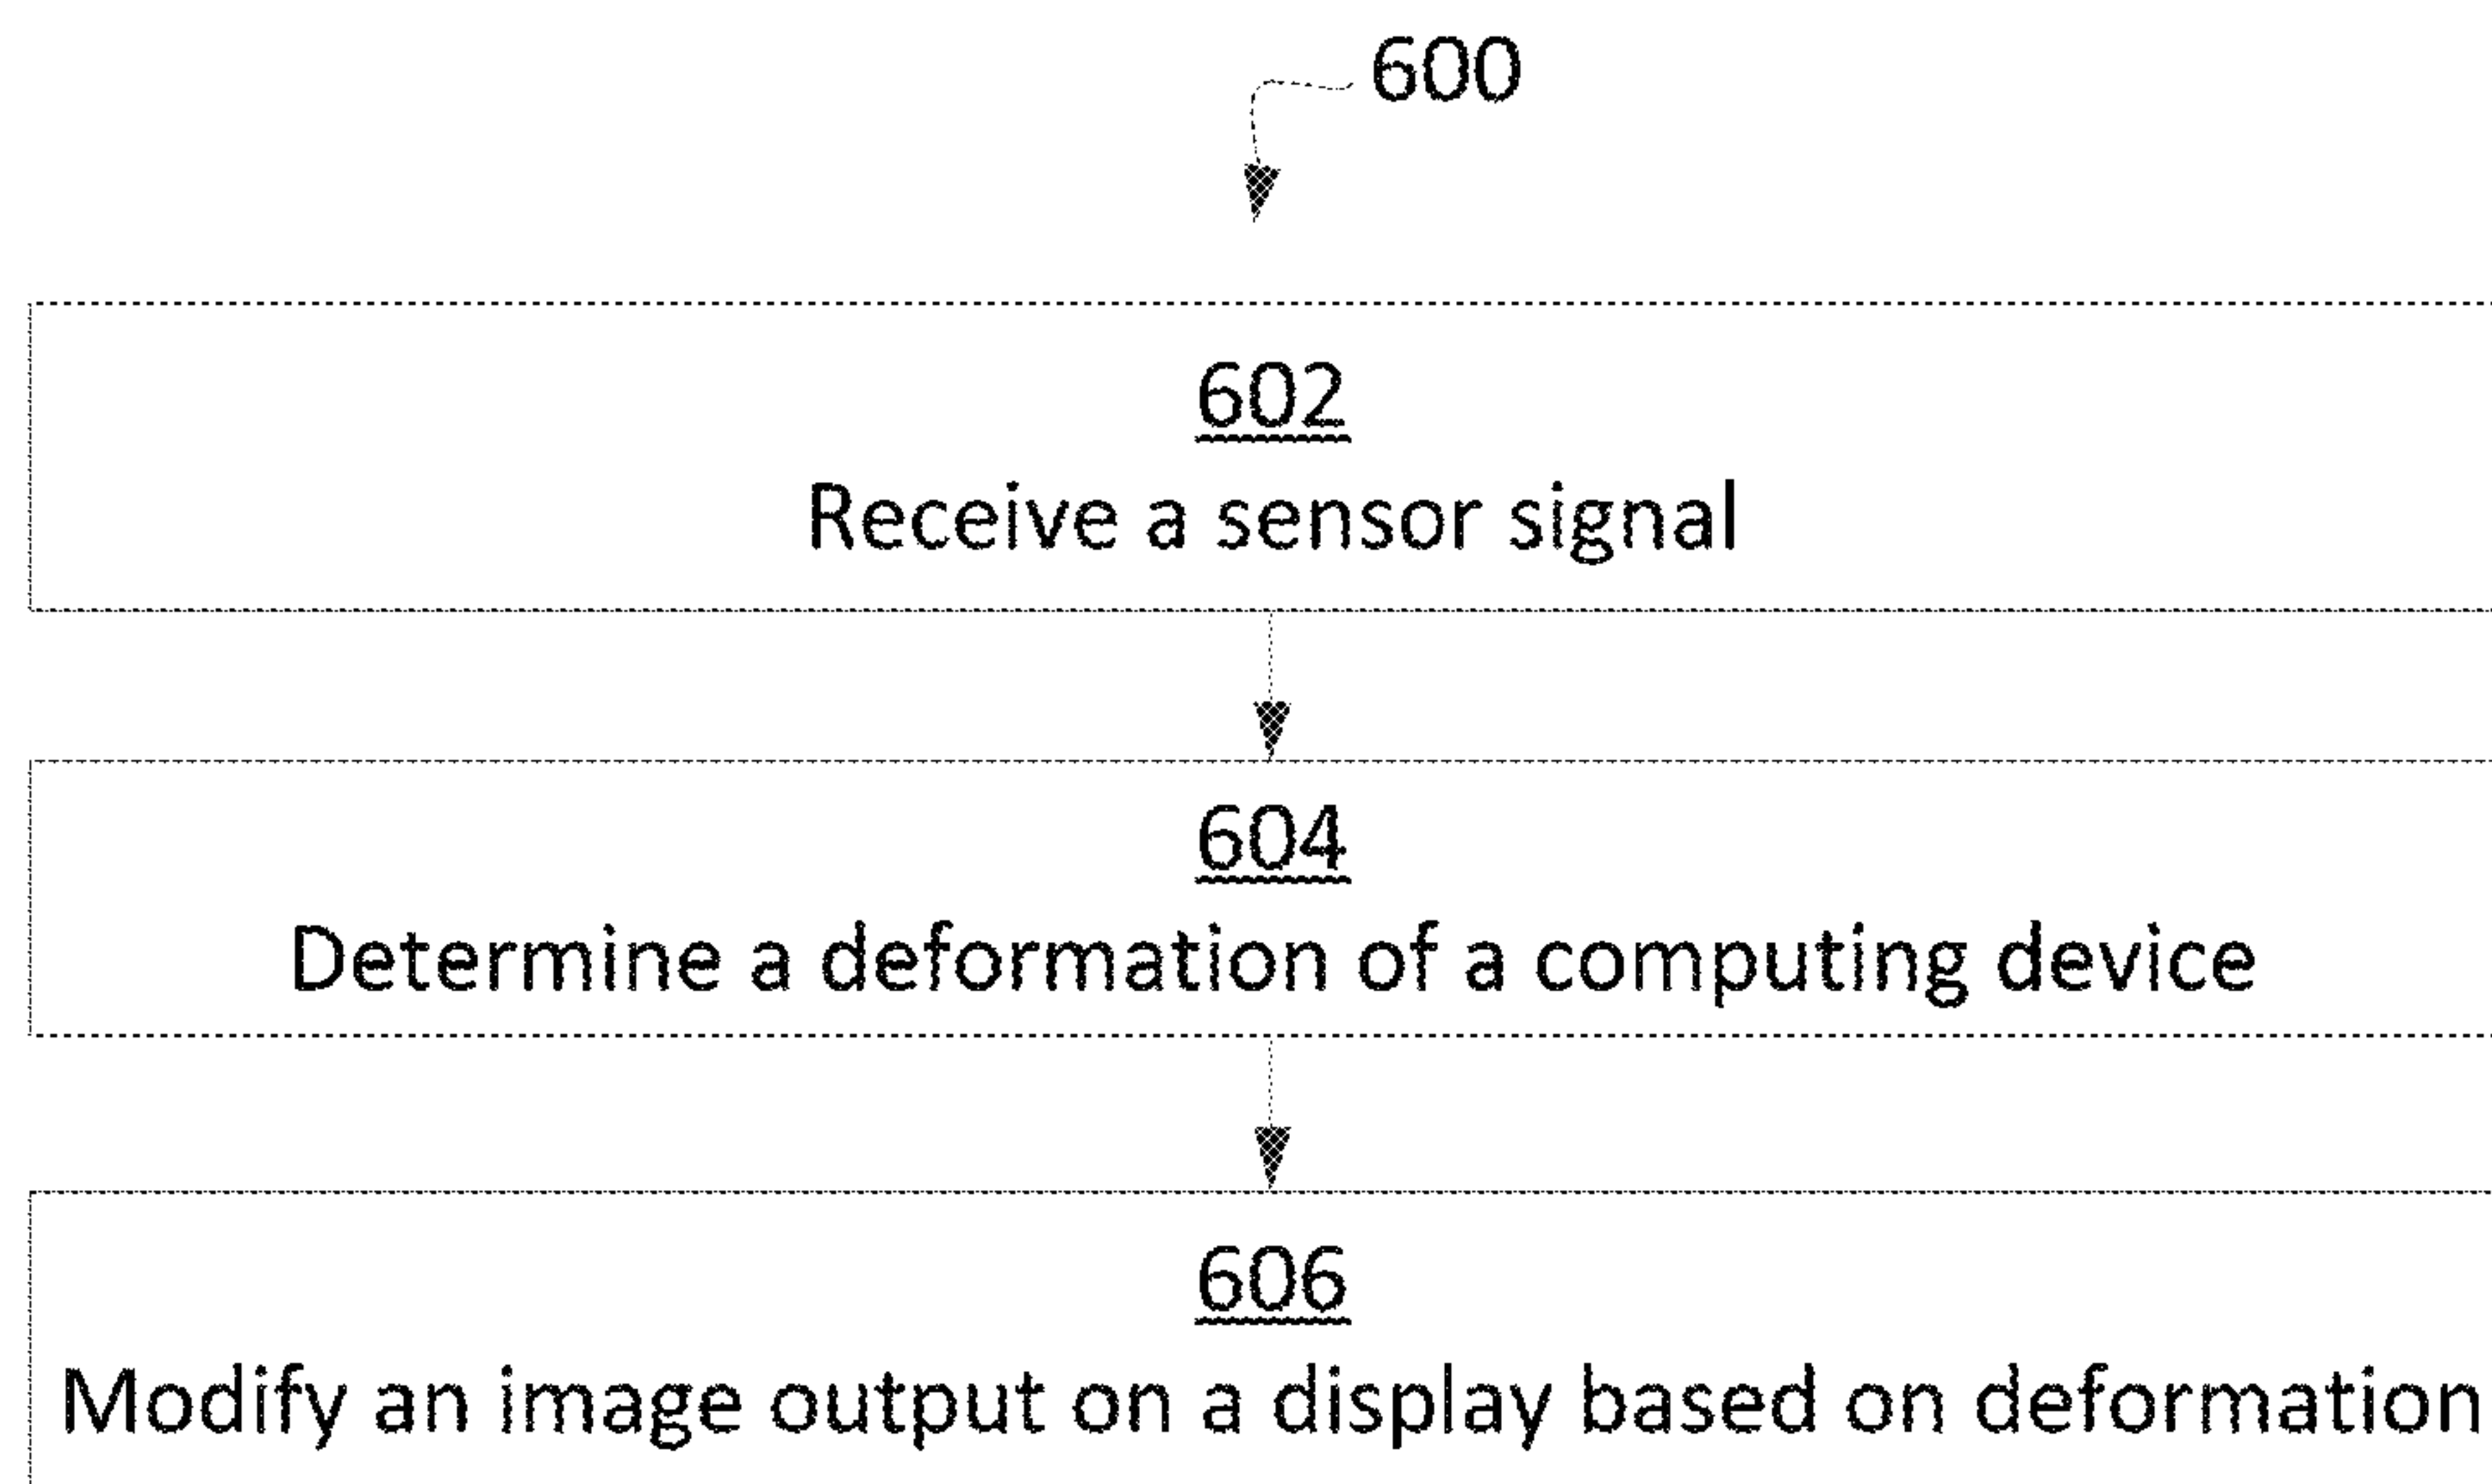 600
602
Receive a sensor signal
604
Determine a deformation of a computing device
606
Modify an image output on a display based on deformation